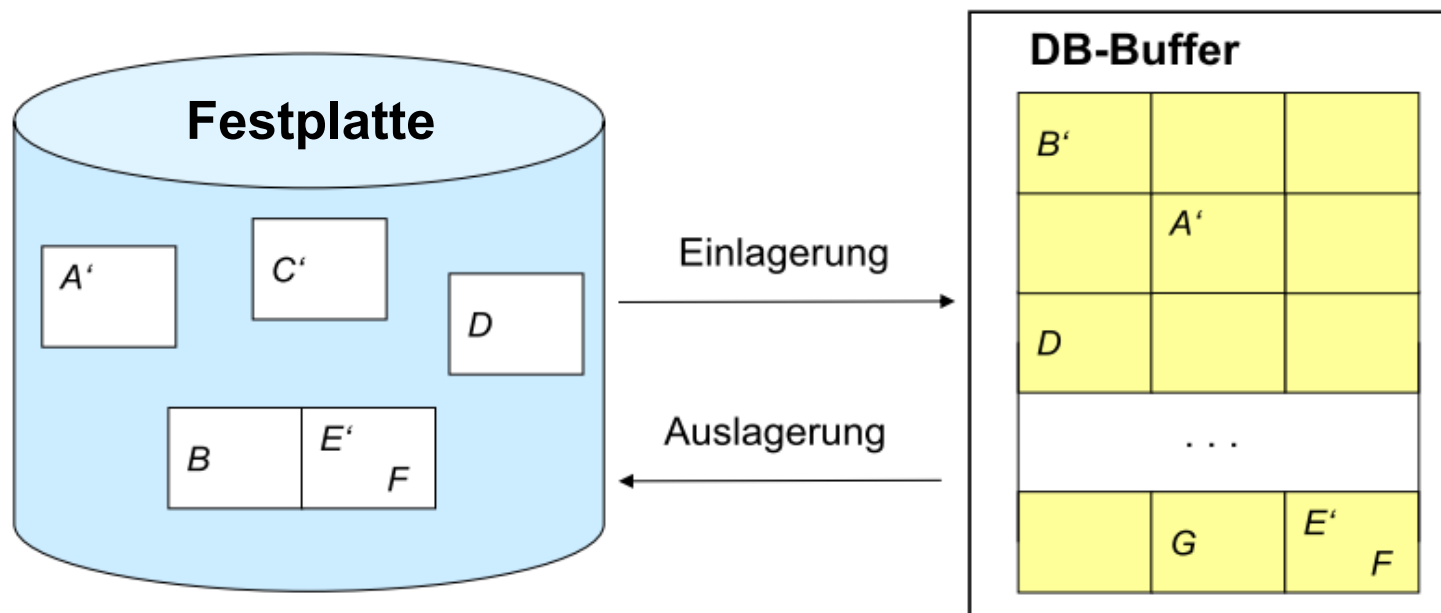 Festplatte
A‘
C‘
D
B
E‘
F
Einlagerung
Auslagerung
DB-Buffer
B‘
A‘
D
. . .
G
E‘
F